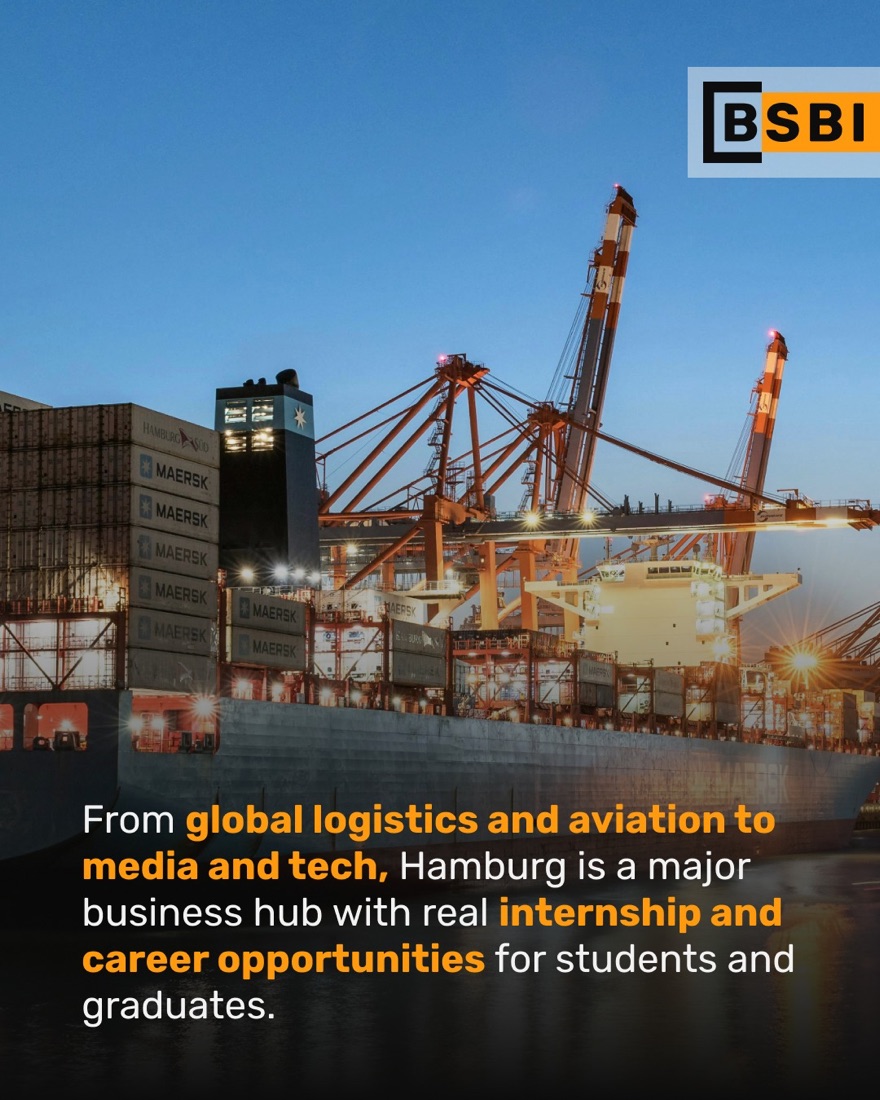 BSBI
HAMBURG SÜD
MAERSK
MAERSK
MAERSK
MAERSK
MAERSK
MAERSK
MAERSK
MAERSK
From global logistics and aviation to
media and tech, Hamburg is a major
business hub with real internship and
career opportunities for students and
graduates.